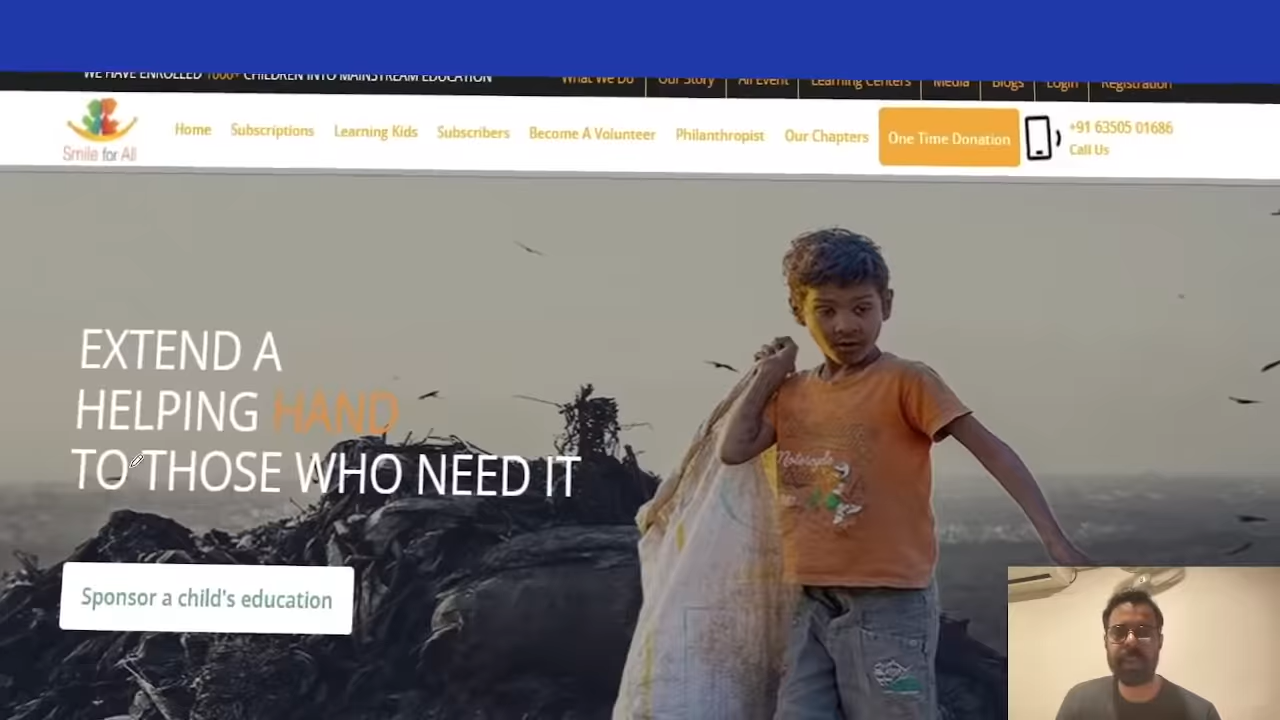 WE HAVE ENROLLED 1000+ CHILDREN INTO MAINSTREAM EDUCATION
What We Do
Our Story
All Event
Learning Centers
Media
Blogs
Login
Registration
Smile for All
Home
Subscriptions
Learning Kids
Subscribers
Become A Volunteer
Philanthropist
Our Chapters
One Time Donation
+91 63505 01686
Call Us
EXTEND A
HELPING HAND
TO THOSE WHO NEED IT
Sponsor a child's education
Motorcycle